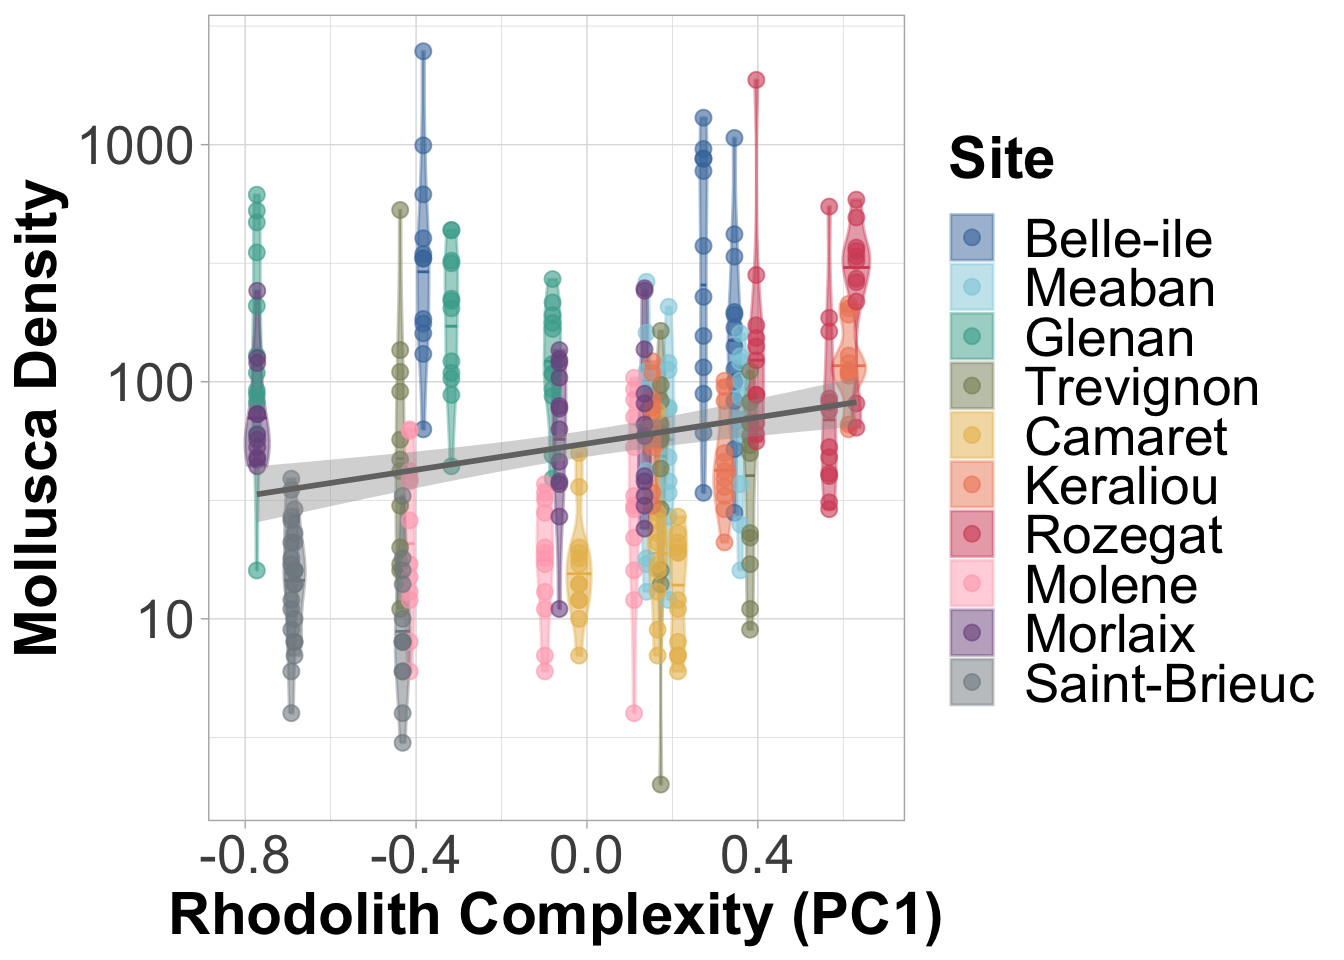 Mollusca Density
1000
100
10
-0.8
-0.4
0.0
0.4
Rhodolith Complexity (PC1)
Site
Belle-ile
Meaban
Glenan
Trevignon
Camaret
Keraliou
Rozegat
Molene
Morlaix
Saint-Brieuc